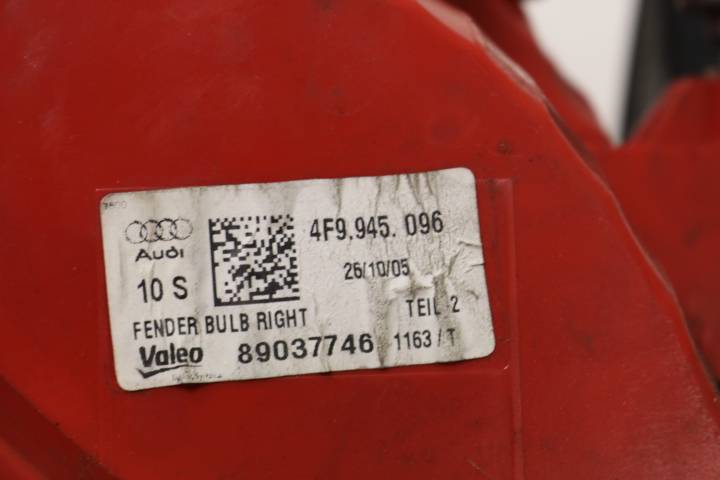 Audi
4F9.945.096
26/10/05
10 S
TEIL 2
FENDER BULB RIGHT
Valeo 89037746 1163/T